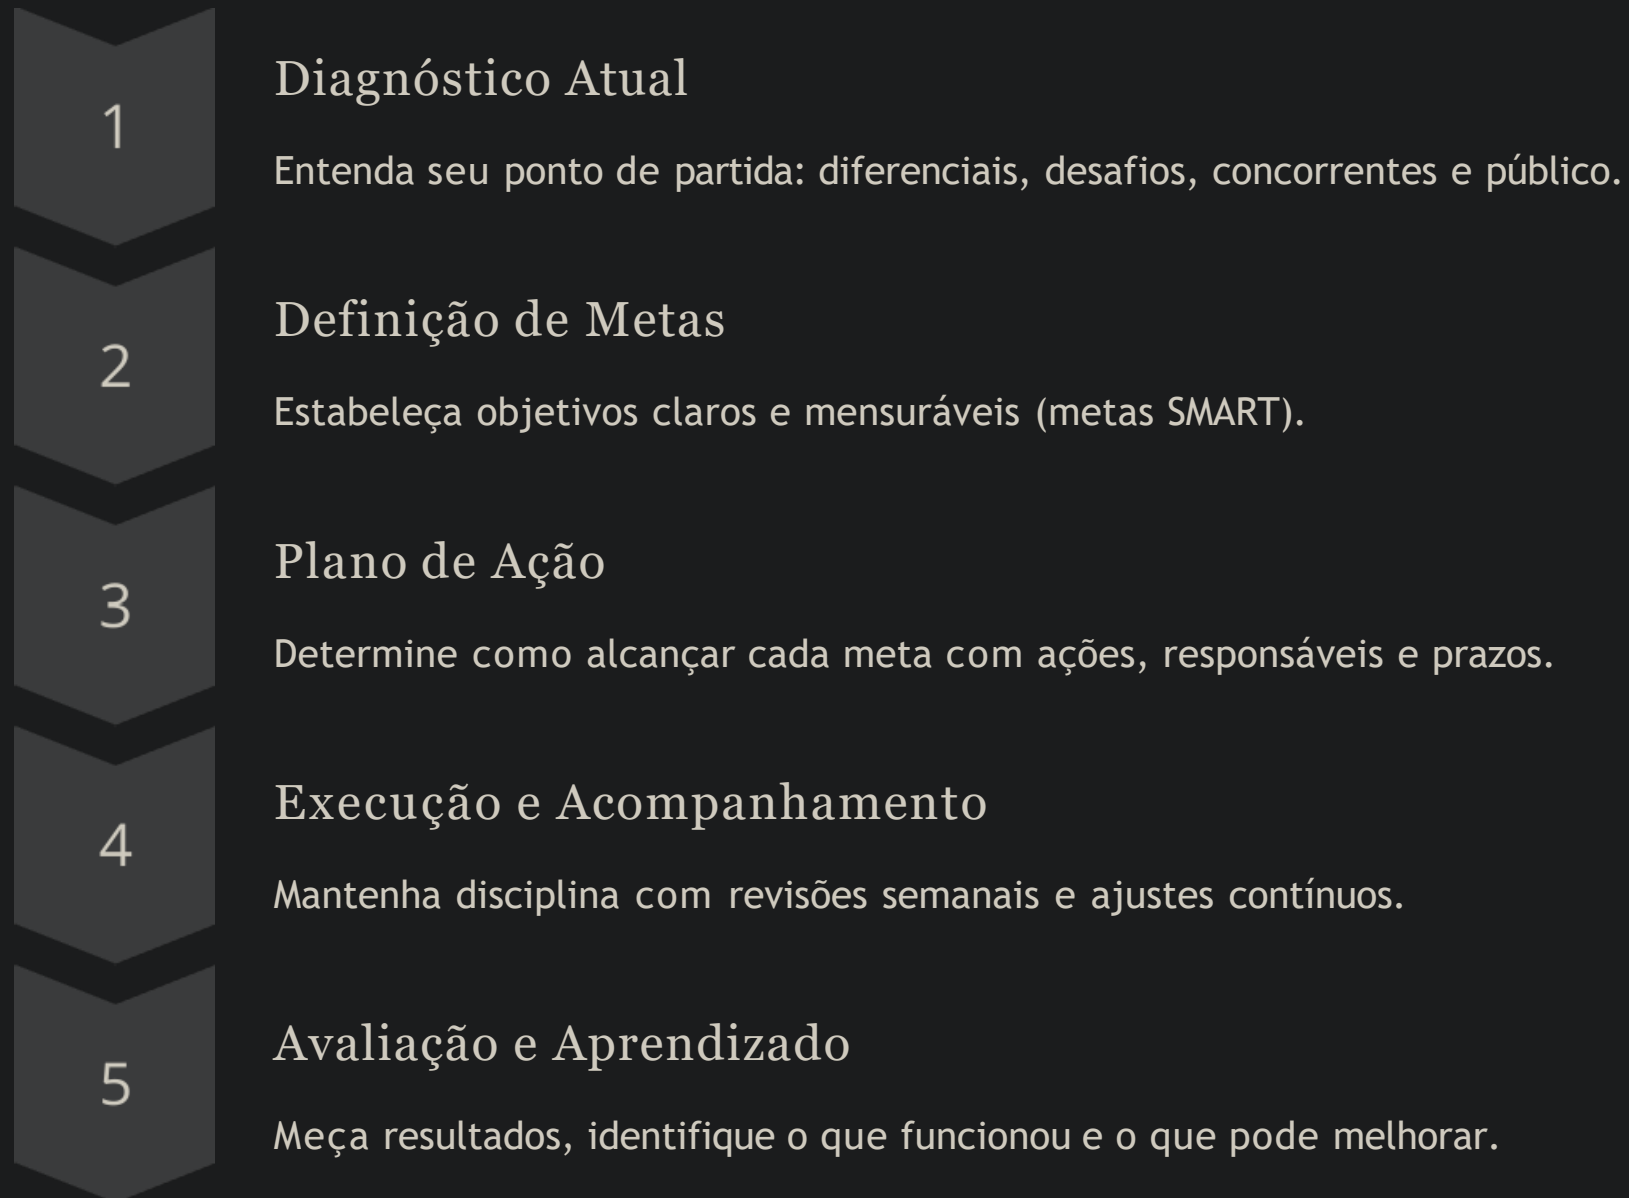 1
Diagnóstico Atual
Entenda seu ponto de partida: diferenciais, desafios, concorrentes e público.
2
Definição de Metas
Estabeleça objetivos claros e mensuráveis (metas SMART).
3
Plano de Ação
Determine como alcançar cada meta com ações, responsáveis e prazos.
4
Execução e Acompanhamento
Mantenha disciplina com revisões semanais e ajustes contínuos.
5
Avaliação e Aprendizado
Meça resultados, identifique o que funcionou e o que pode melhorar.